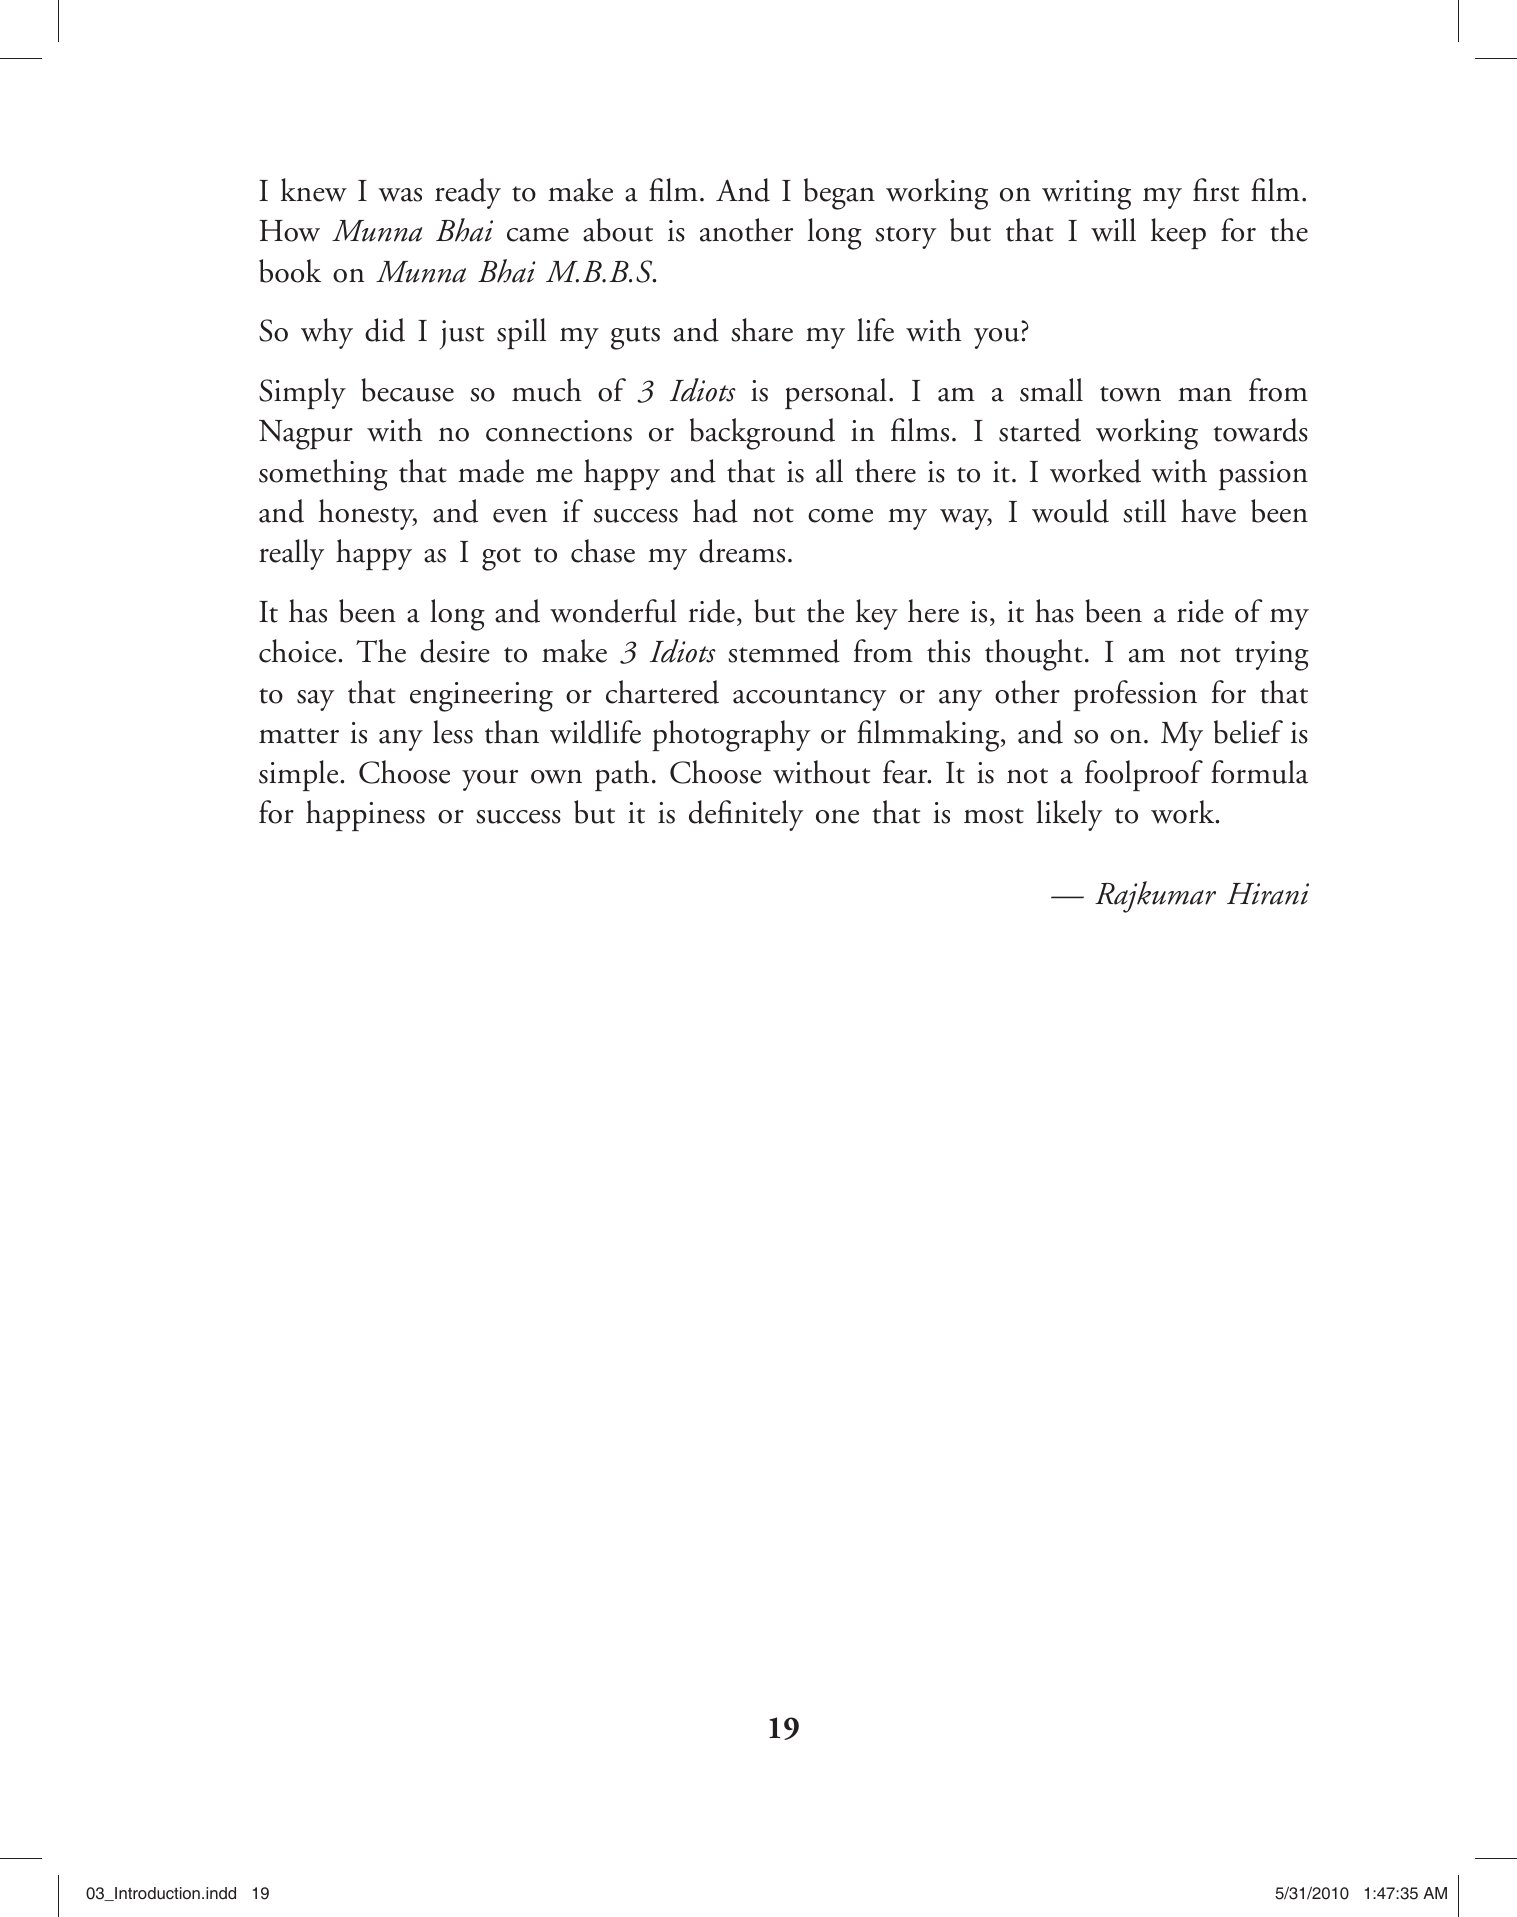 I knew I was ready to make a film. And I began working on writing my first film.
How Munna Bhai came about is another long story but that I will keep for the
book on Munna Bhai M.B.B.S.
So why did I just spill my guts and share my life with you?
Simply because so much of 3 Idiots is personal. I am a small town man from
Nagpur with no connections or background in films. I started working towards
something that made me happy and that is all there is to it. I worked with passion
and honesty, and even if success had not come my way, I would still have been
really happy as I got to chase my dreams.
It has been a long and wonderful ride, but the key here is, it has been a ride of my
choice. The desire to make 3 Idiots stemmed from this thought. I am not trying
to say that engineering or chartered accountancy or any other profession for that
matter is any less than wildlife photography or filmmaking, and so on. My belief is
simple. Choose your own path. Choose without fear. It is not a foolproof formula
for happiness or success but it is definitely one that is most likely to work.
— Rajkumar Hirani
19
03_Introduction.indd 19 5/31/2010 1:47:35 AM